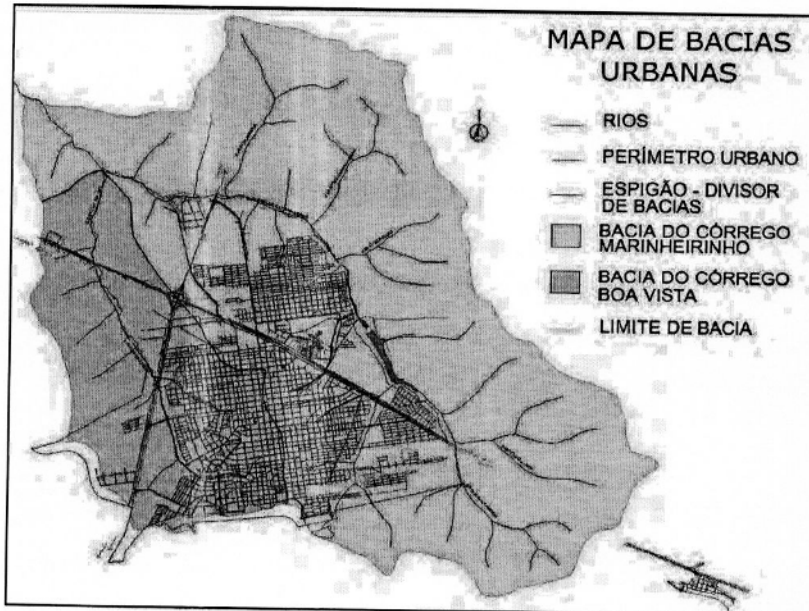 MAPA DE BACIAS
URBANAS
RIOS
PERÍMETRO URBANO
ESPIGÃO - DIVISOR
DE BACIAS
BACIA DO CÓRREGO
MARINHEIRINHO
BACIA DO CÓRREGO
BOA VISTA
LIMITE DE BACIA